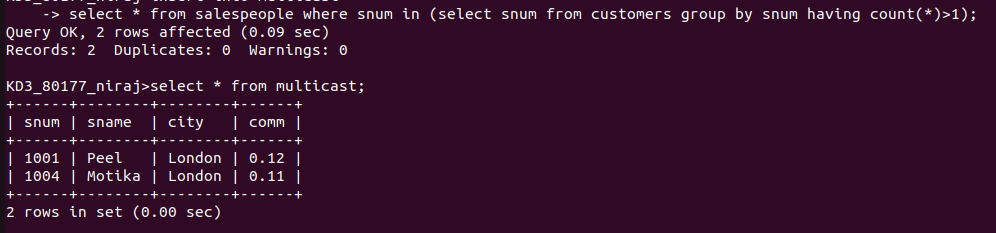 -> select * from salespeople where snum in (select snum from customers group by snum having count(*)>1);
Query OK, 2 rows affected (0.09 sec)
Records: 2  Duplicates: 0  Warnings: 0

KD3_80177_niraj>select * from multicast;
+------+--------+--------+------+
| snum | sname  | city   | comm |
+------+--------+--------+------+
| 1001 | Peel   | London | 0.12 |
| 1004 | Motika | London | 0.11 |
+------+--------+--------+------+
2 rows in set (0.00 sec)